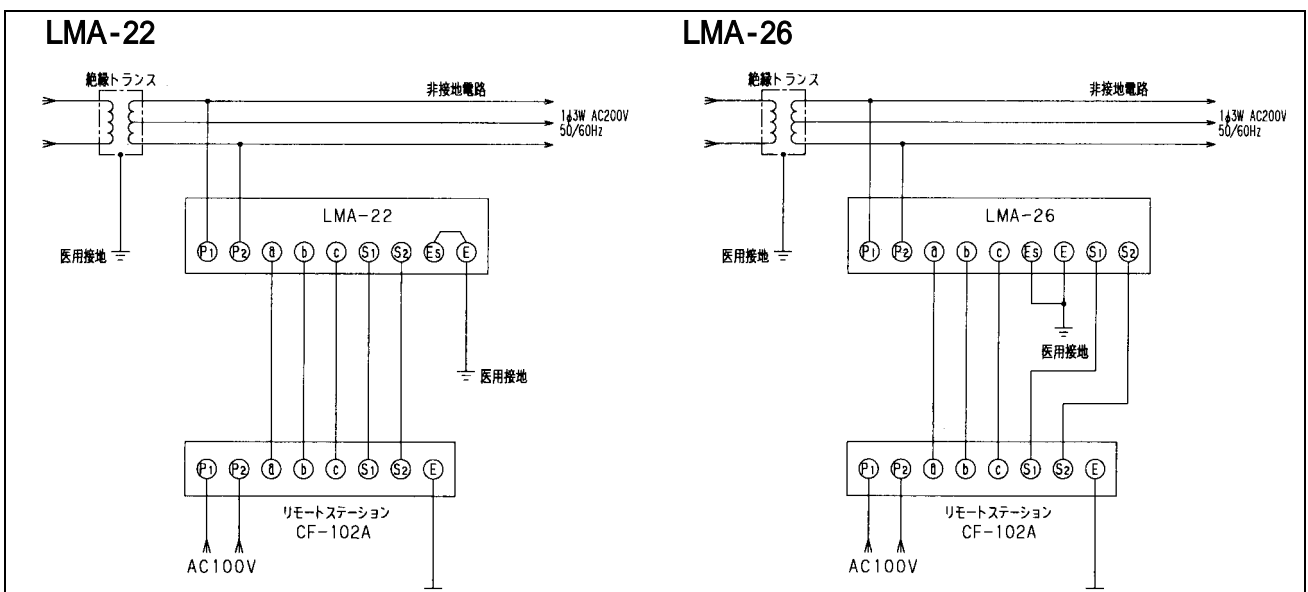 LMA-22
絶縁トランス
非接地電路
1ϕ3W AC200V
50/60Hz
LMA-22
P1 P2 a b c S1 S2 ES E
医用接地
医用接地
P1 P2 a b c S1 S2 E
リモートステーション
CF-102A
AC100V
LMA-26
絶縁トランス
非接地電路
1ϕ3W AC200V
50/60Hz
LMA-26
P1 P2 a b c ES E S1 S2
医用接地
医用接地
P1 P2 a b c S1 S2 E
リモートステーション
CF-102A
AC100V